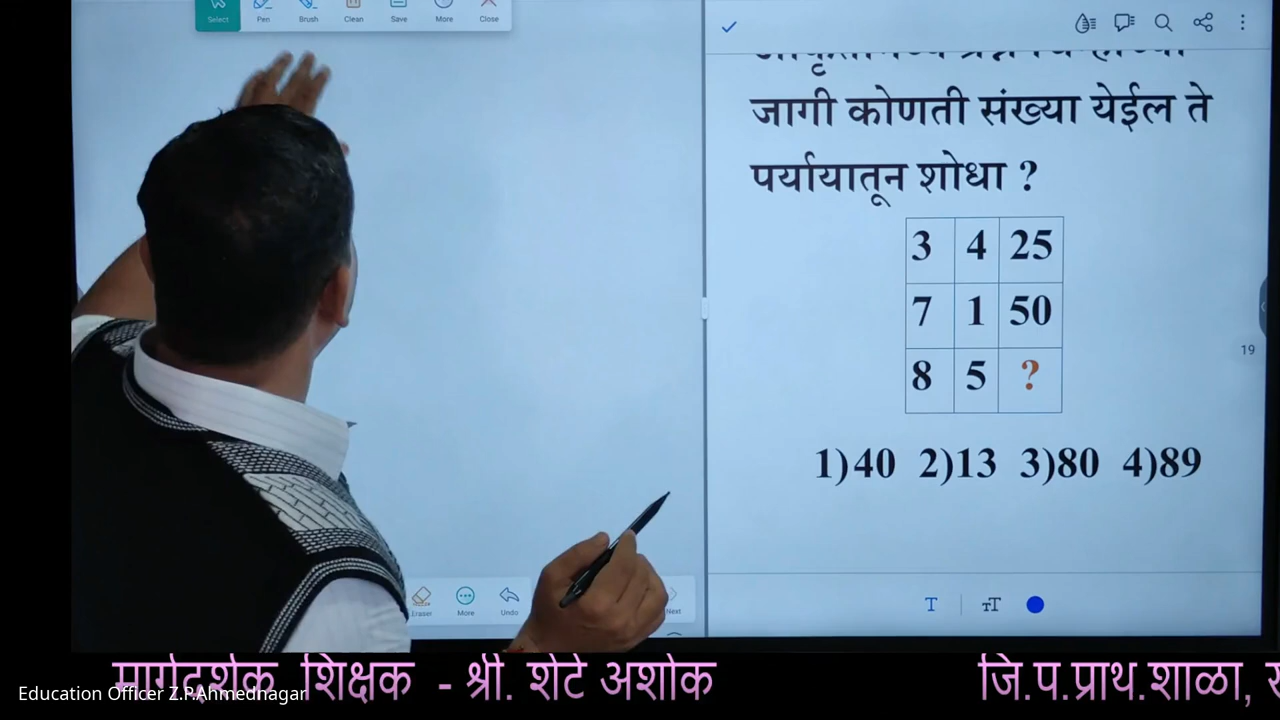 Select Pen Brush Clean Save More Close
जागी कोणती संख्या येईल ते
पर्यायातून शोधा ?
3 4 25
7 1 50
8 5 ?
1)40 2)13 3)80 4)89
19
Eraser More Undo Next
T тT
मार्गदर्शक शिक्षक - श्री. शेटे अशोक जि.प.प्राथ.शाळा,
Education Officer Z.P.Ahmednagar